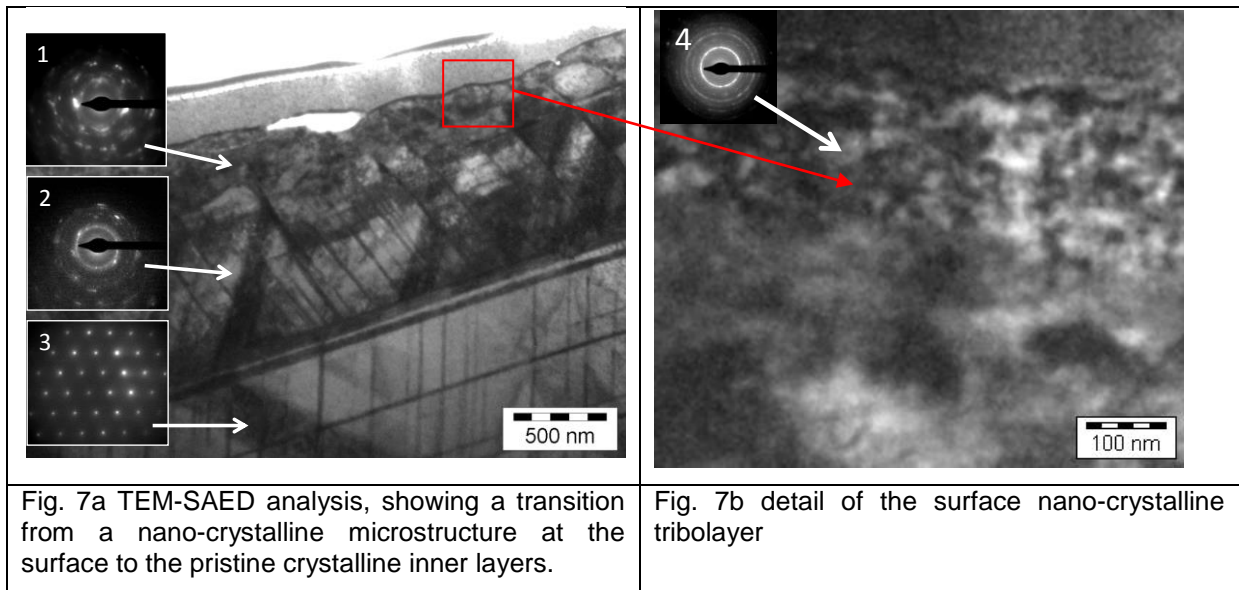 1
2
3
500 nm
4
100 nm
Fig. 7a TEM-SAED analysis, showing a transition
from a nano-crystalline microstructure at the
surface to the pristine crystalline inner layers.
Fig. 7b detail of the surface nano-crystalline
tribolayer